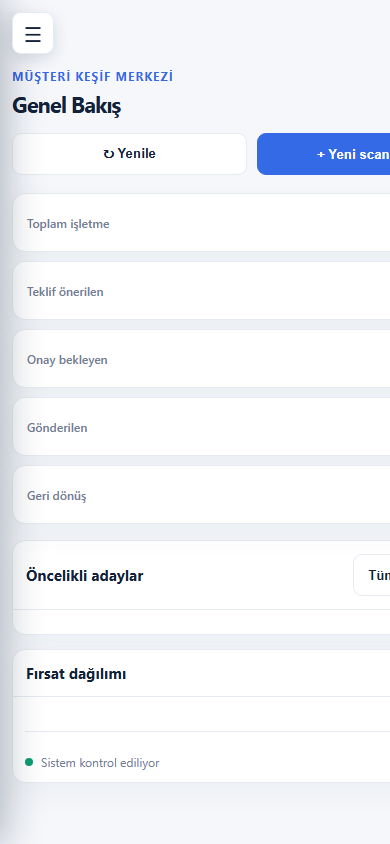 ☰
MÜŞTERİ KEŞİF MERKEZİ
Genel Bakış
↻ Yenile
+ Yeni scan
Toplam işletme
Teklif önerilen
Onay bekleyen
Gönderilen
Geri dönüş
Öncelikli adaylar
Tün
Fırsat dağılımı
Sistem kontrol ediliyor